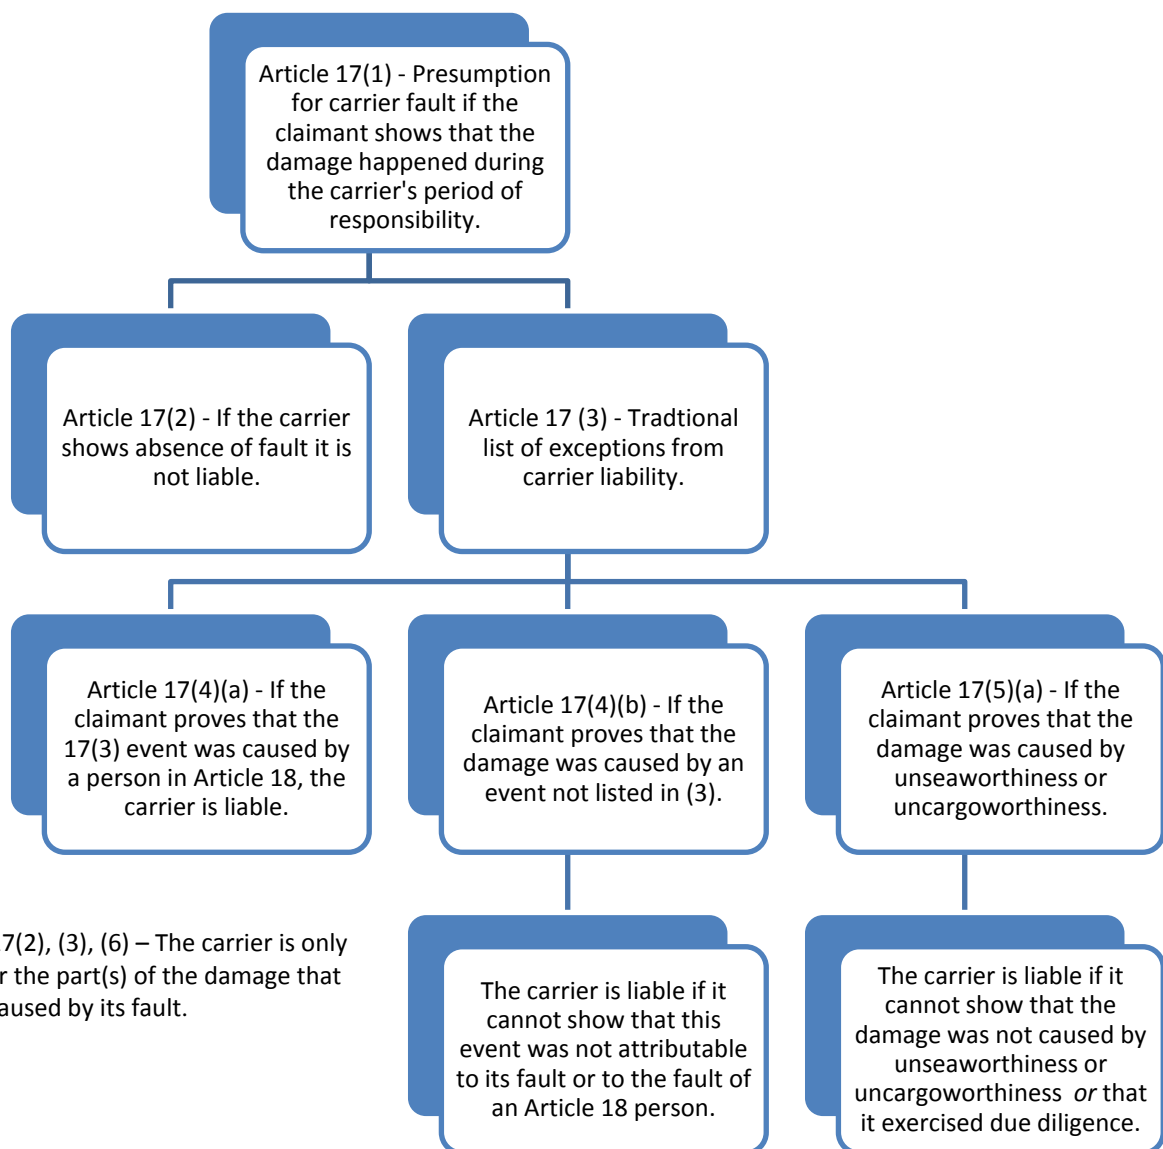 Article 17(1) - Presumption
for carrier fault if the
claimant shows that the
damage happened during
the carrier's period of
responsibility.
Article 17(2) - If the carrier
shows absence of fault it is
not liable.
Article 17 (3) - Tradtional
list of exceptions from
carrier liability.
Article 17(4)(a) - If the
claimant proves that the
17(3) event was caused by
a person in Article 18, the
carrier is liable.
Article 17(4)(b) - If the
claimant proves that the
damage was caused by an
event not listed in (3).
Article 17(5)(a) - If the
claimant proves that the
damage was caused by
unseaworthiness or
uncargoworthiness.
7(2), (3), (6) – The carrier is only
r the part(s) of the damage that
aused by its fault.
The carrier is liable if it
cannot show that this
event was not attributable
to its fault or to the fault of
an Article 18 person.
The carrier is liable if it
cannot show that the
damage was not caused by
unseaworthiness or
uncargoworthiness or that
it exercised due diligence.